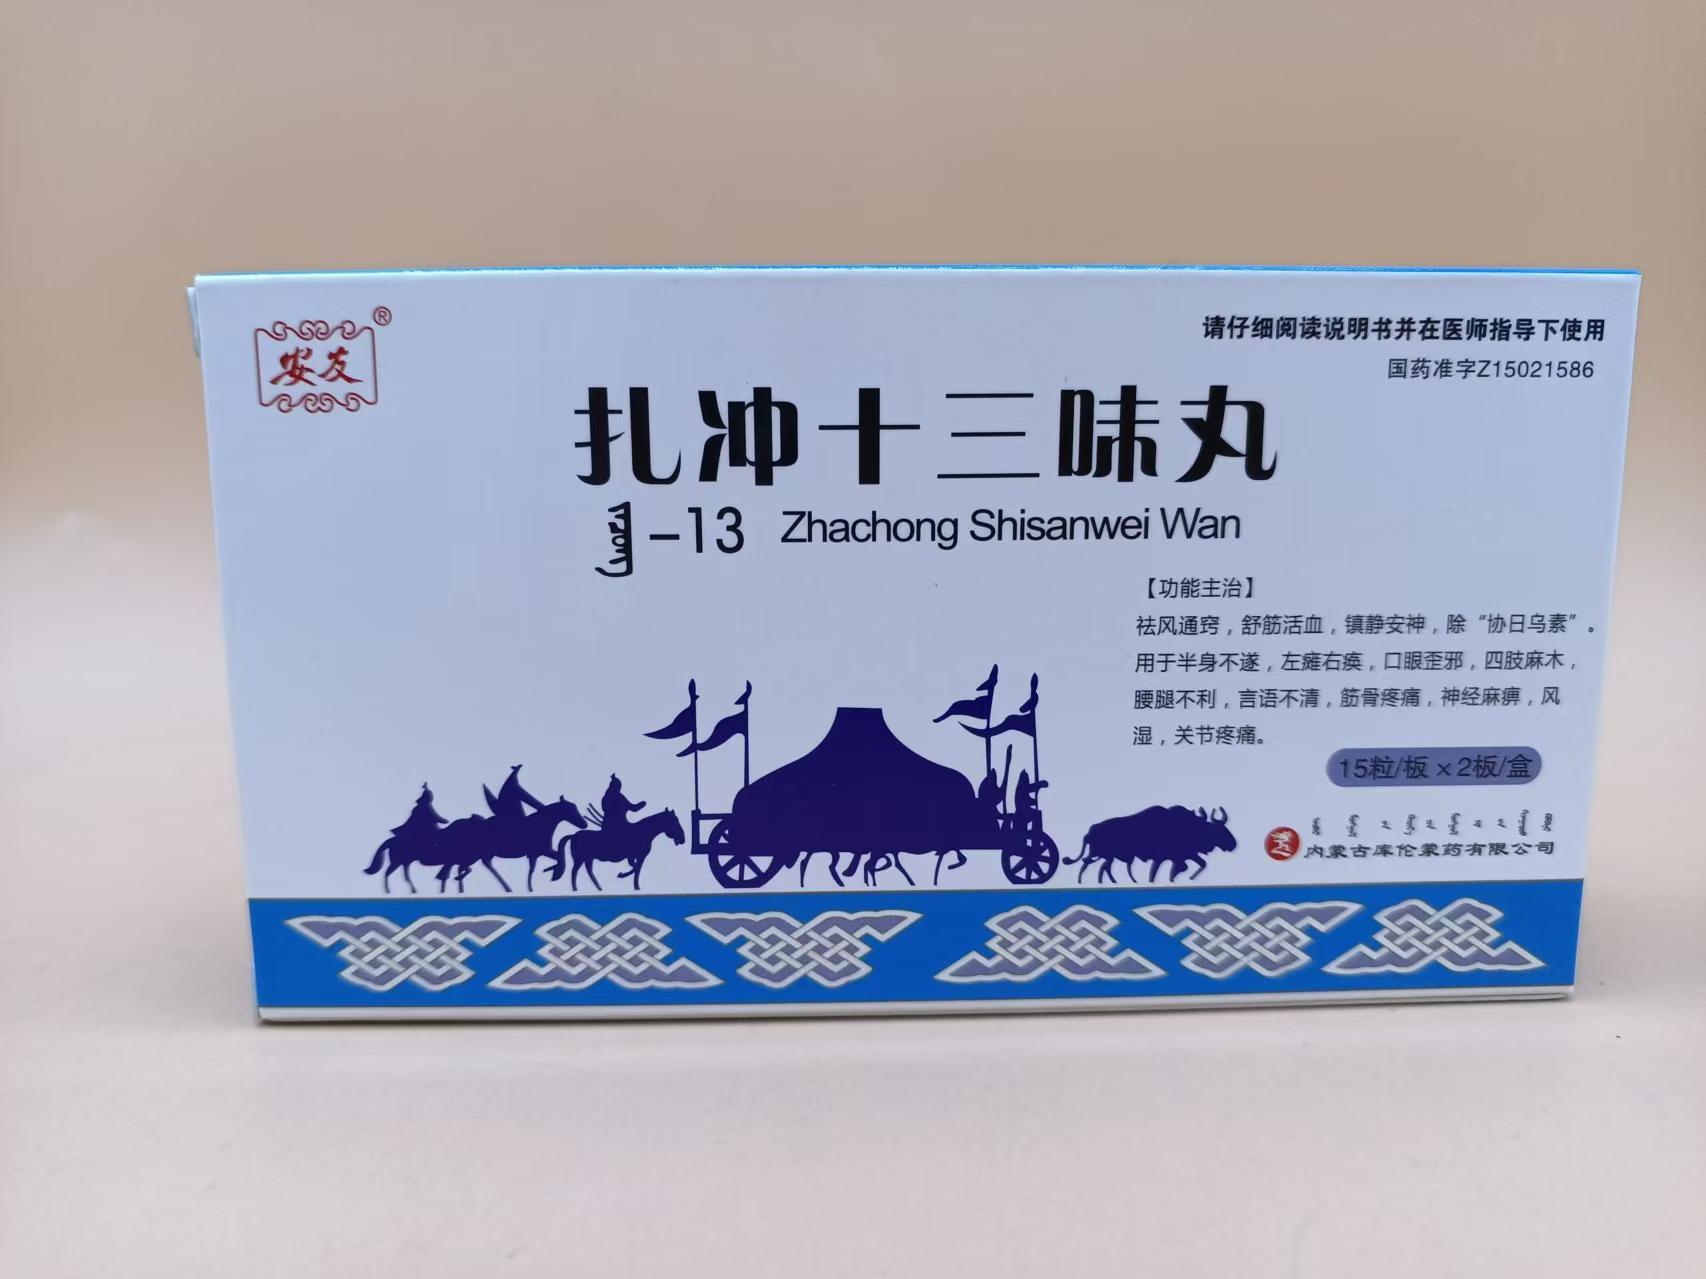 安友®
请仔细阅读说明书并在医师指导下使用
国药准字Z15021586
扎冲十三味丸
-13 Zhachong Shisanwei Wan
【功能主治】
祛风通窍，舒筋活血，镇静安神，除“协日乌素”。
用于半身不遂，左瘫右痪，口眼歪邪，四肢麻木，
腰腿不利，言语不清，筋骨疼痛，神经麻痹，风
湿，关节疼痛。
15粒/板×2板/盒
内蒙古库伦蒙药有限公司